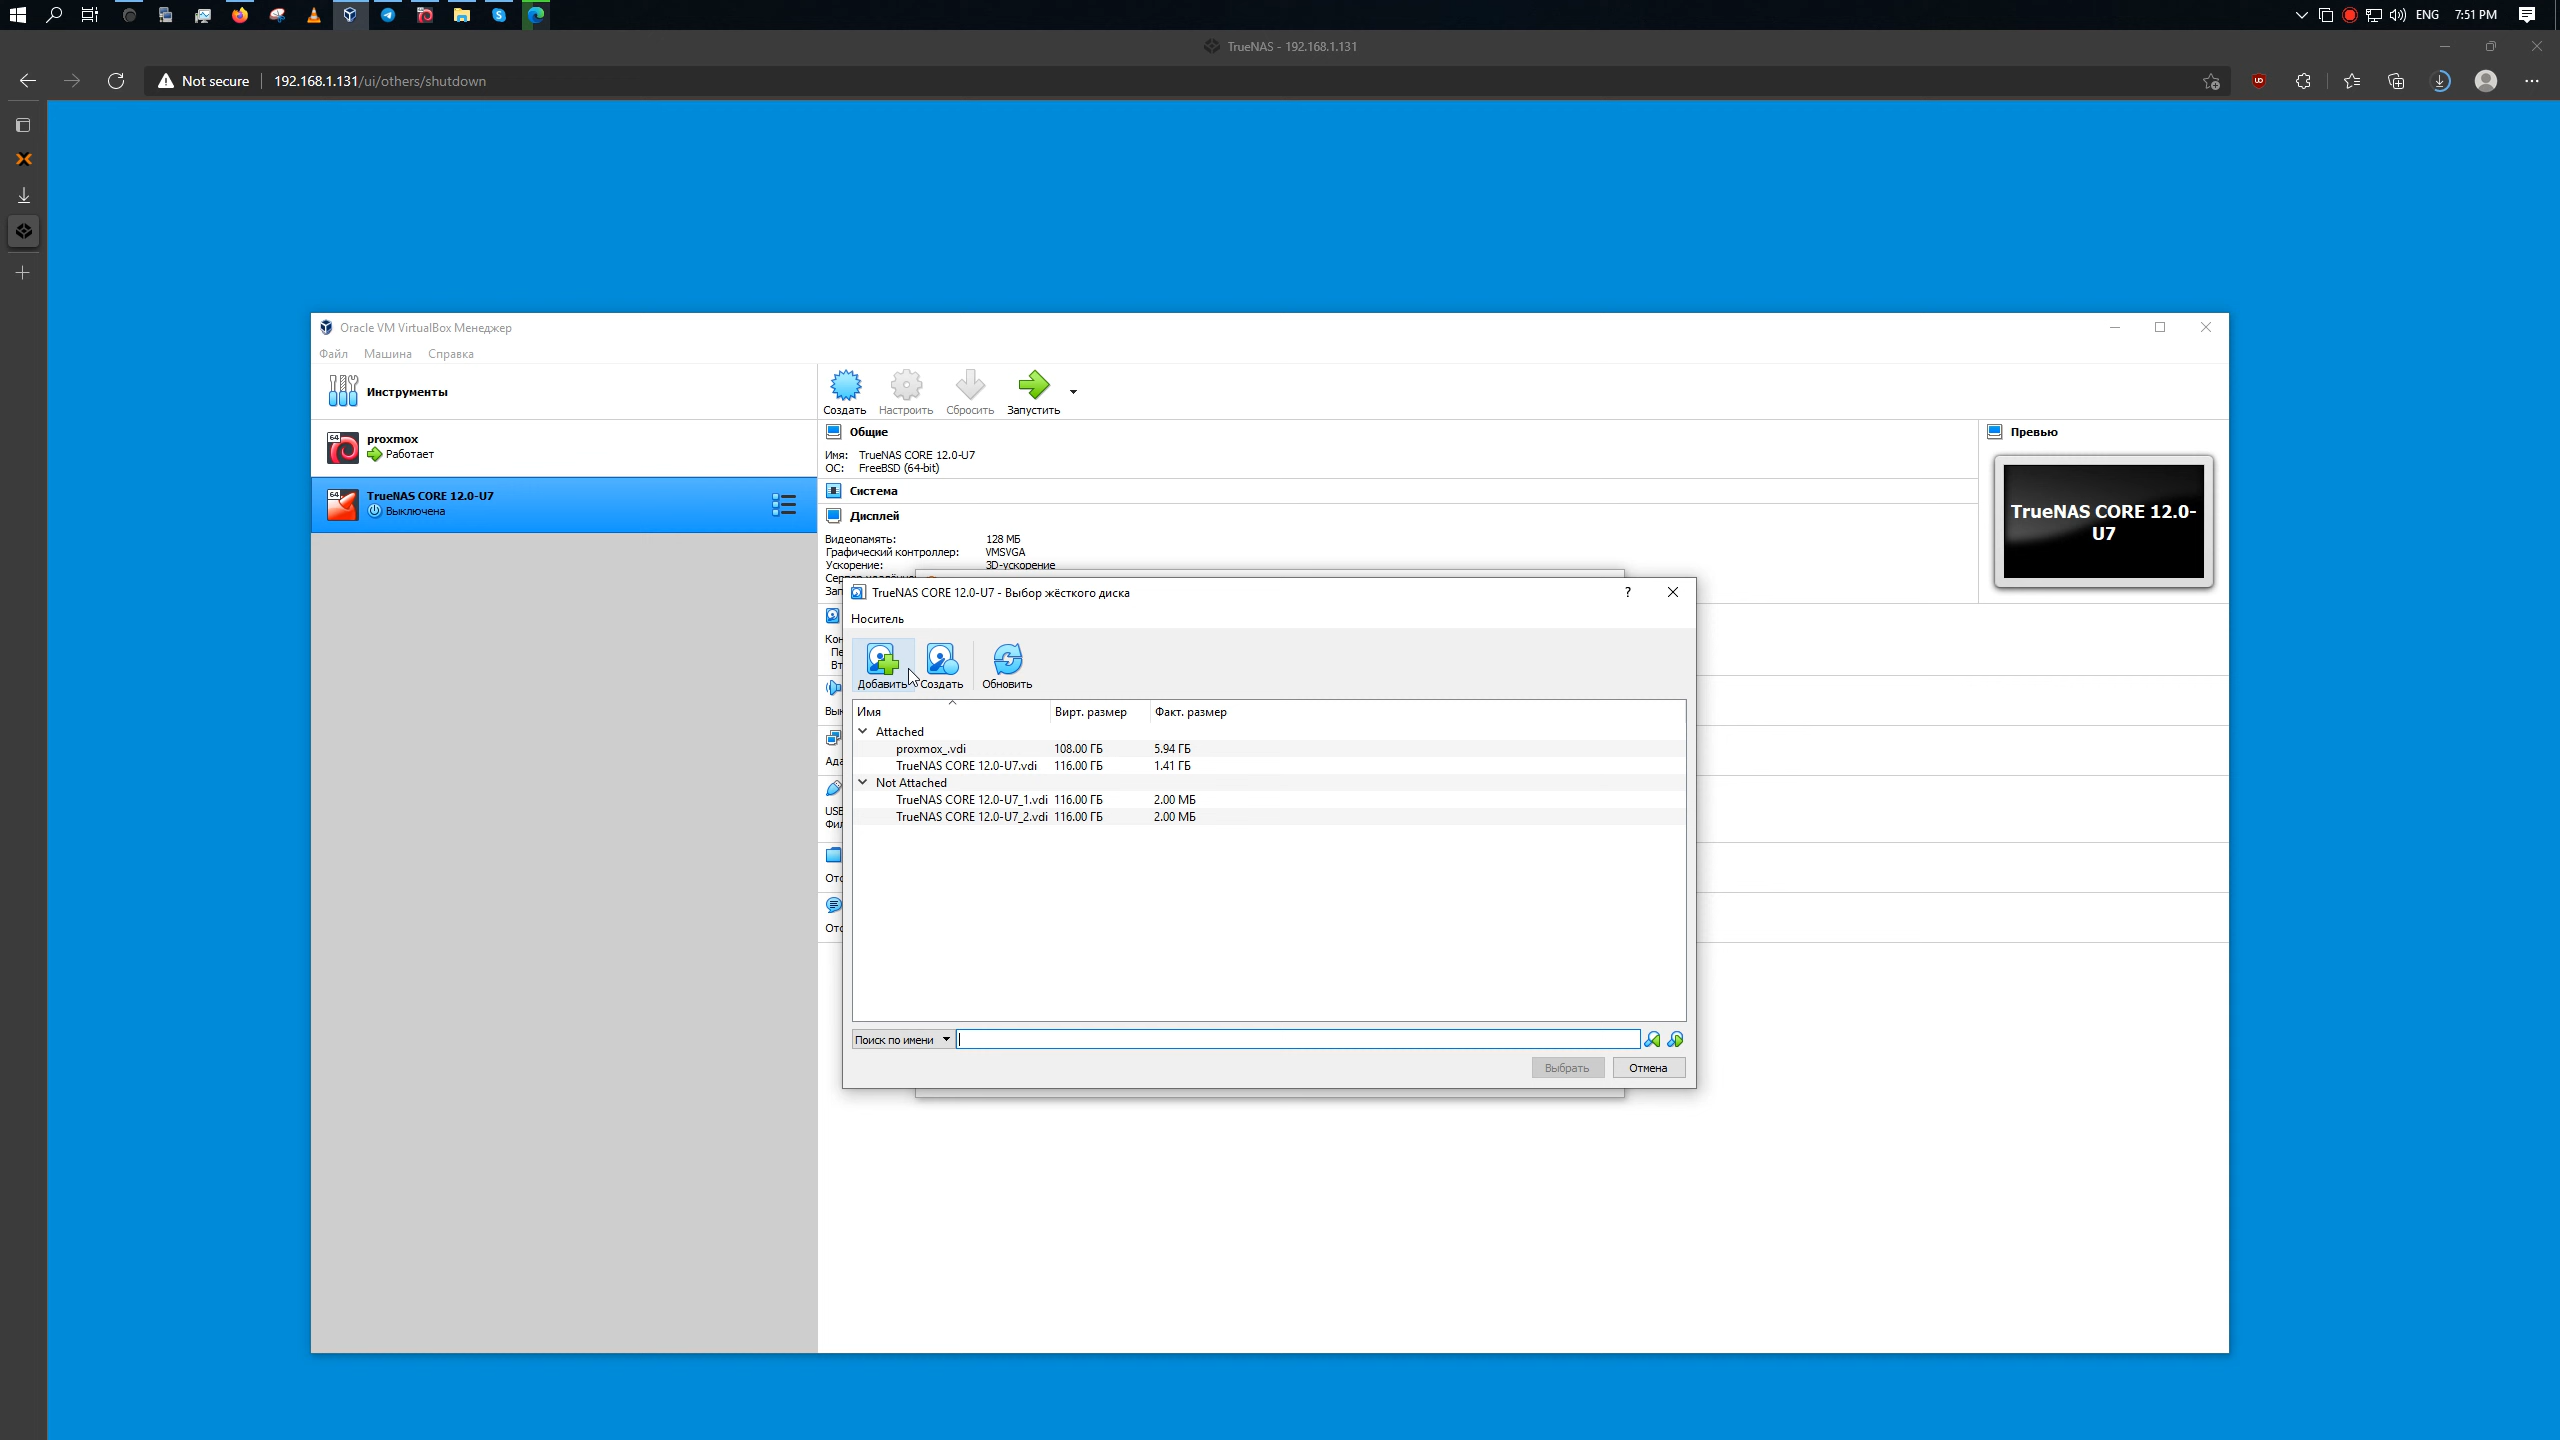 ENG 7:51 PM
TrueNAS - 192.168.1.131
Not secure 192.168.1.131/ui/others/shutdown
Oracle VM VirtualBox Менеджер
Файл Машина Справка
Инструменты
Создать Настроить Сбросить Запустить
64 proxmox
Работает
64 TrueNAS CORE 12.0-U7
Выключена
Общие
Имя: TrueNAS CORE 12.0-U7
ОС: FreeBSD (64-bit)
Система
Дисплей
Видеопамять: 128 МБ
Графический контроллер: VMSVGA
Ускорение: 3D-ускорение
Превью
TrueNAS CORE 12.0-
U7
TrueNAS CORE 12.0-U7 - Выбор жёсткого диска
?
Носитель
Добавить Создать Обновить
Имя Вирт. размер Факт. размер
Attached
proxmox_.vdi 108.00 ГБ 5.94 ГБ
TrueNAS CORE 12.0-U7.vdi 116.00 ГБ 1.41 ГБ
Not Attached
TrueNAS CORE 12.0-U7_1.vdi 116.00 ГБ 2.00 МБ
TrueNAS CORE 12.0-U7_2.vdi 116.00 ГБ 2.00 МБ
Поиск по имени
Выбрать Отмена
USB